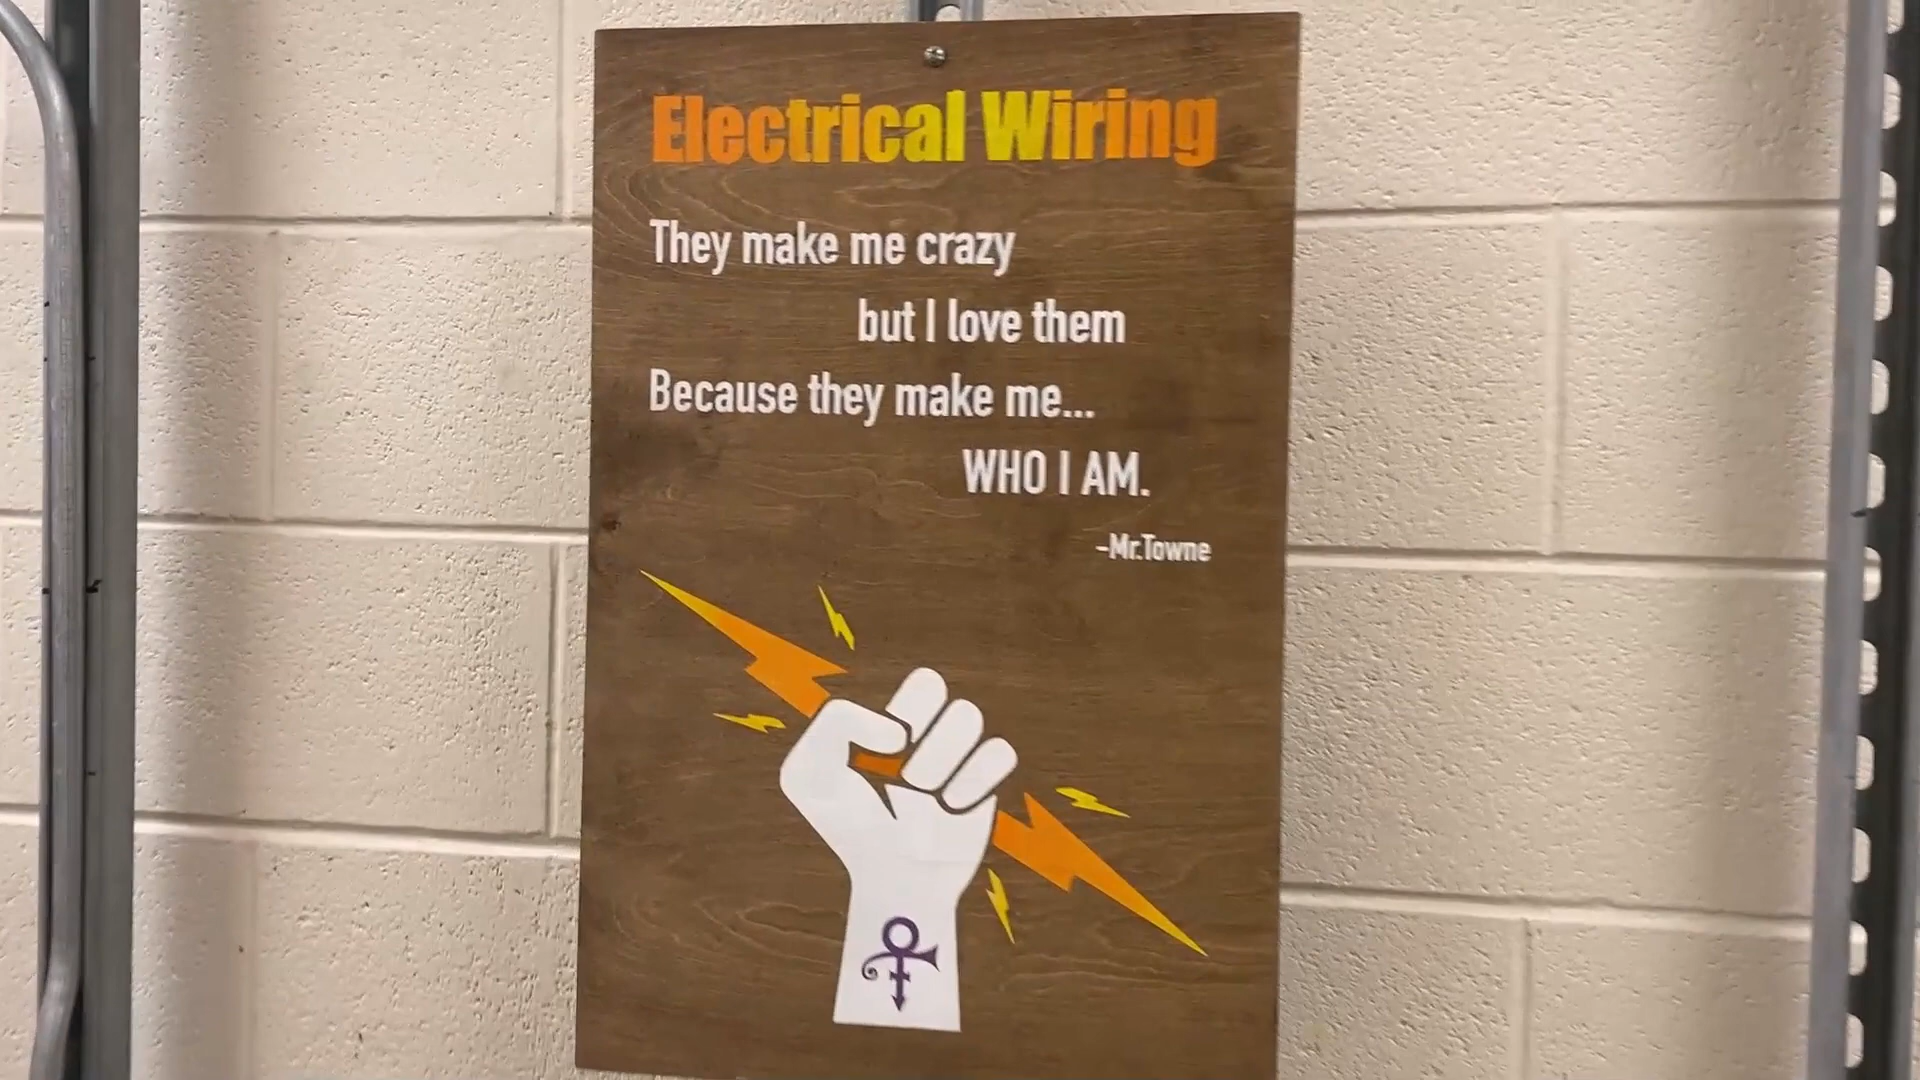 Electrical Wiring
They make me crazy
but I love them
Because they make me...
WHO I AM.
-Mr.Towne